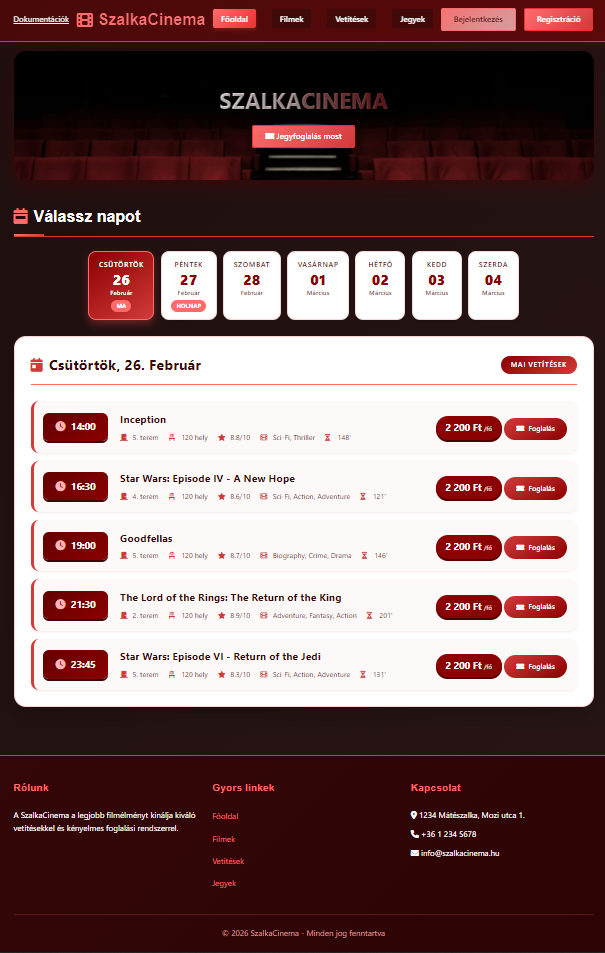 Dokumentációk SzalkaCinema Főoldal Filmek Vetítések Jegyek Bejelentkezés Regisztráció
SZALKACINEMA
Jegyfoglalás most
Válassz napot
CSÜTÖRTÖK PÉNTEK SZOMBAT VASÁRNAP HÉTFŐ KEDD SZERDA
26 27 28 01 02 03 04
Február Február Február Március Március Március Március
MA HOLNAP
Csütörtök, 26. Február MAI VETÍTÉSEK
14:00 Inception 2 200 Ft /fő Foglalás
5. terem 120 hely 8.8/10 Sci-Fi, Thriller 148'
16:30 Star Wars: Episode IV - A New Hope 2 200 Ft /fő Foglalás
4. terem 120 hely 8.6/10 Sci-Fi, Action, Adventure 121'
19:00 Goodfellas 2 200 Ft /fő Foglalás
5. terem 120 hely 8.7/10 Biography, Crime, Drama 146'
21:30 The Lord of the Rings: The Return of the King 2 200 Ft /fő Foglalás
2. terem 120 hely 8.9/10 Adventure, Fantasy, Action 201'
23:45 Star Wars: Episode VI - Return of the Jedi 2 200 Ft /fő Foglalás
5. terem 120 hely 8.3/10 Sci-Fi, Action, Adventure 131'
Rólunk Gyors linkek Kapcsolat
A SzalkaCinema a legjobb filmélményt kínálja kiváló
vetítésekkel és kényelmes foglalási rendszerrel.
Főoldal
Filmek
Vetítések
Jegyek
1234 Mátészalka, Mozi utca 1.
+36 1 234 5678
info@szalkacinema.hu
© 2026 SzalkaCinema - Minden jog fenntartva